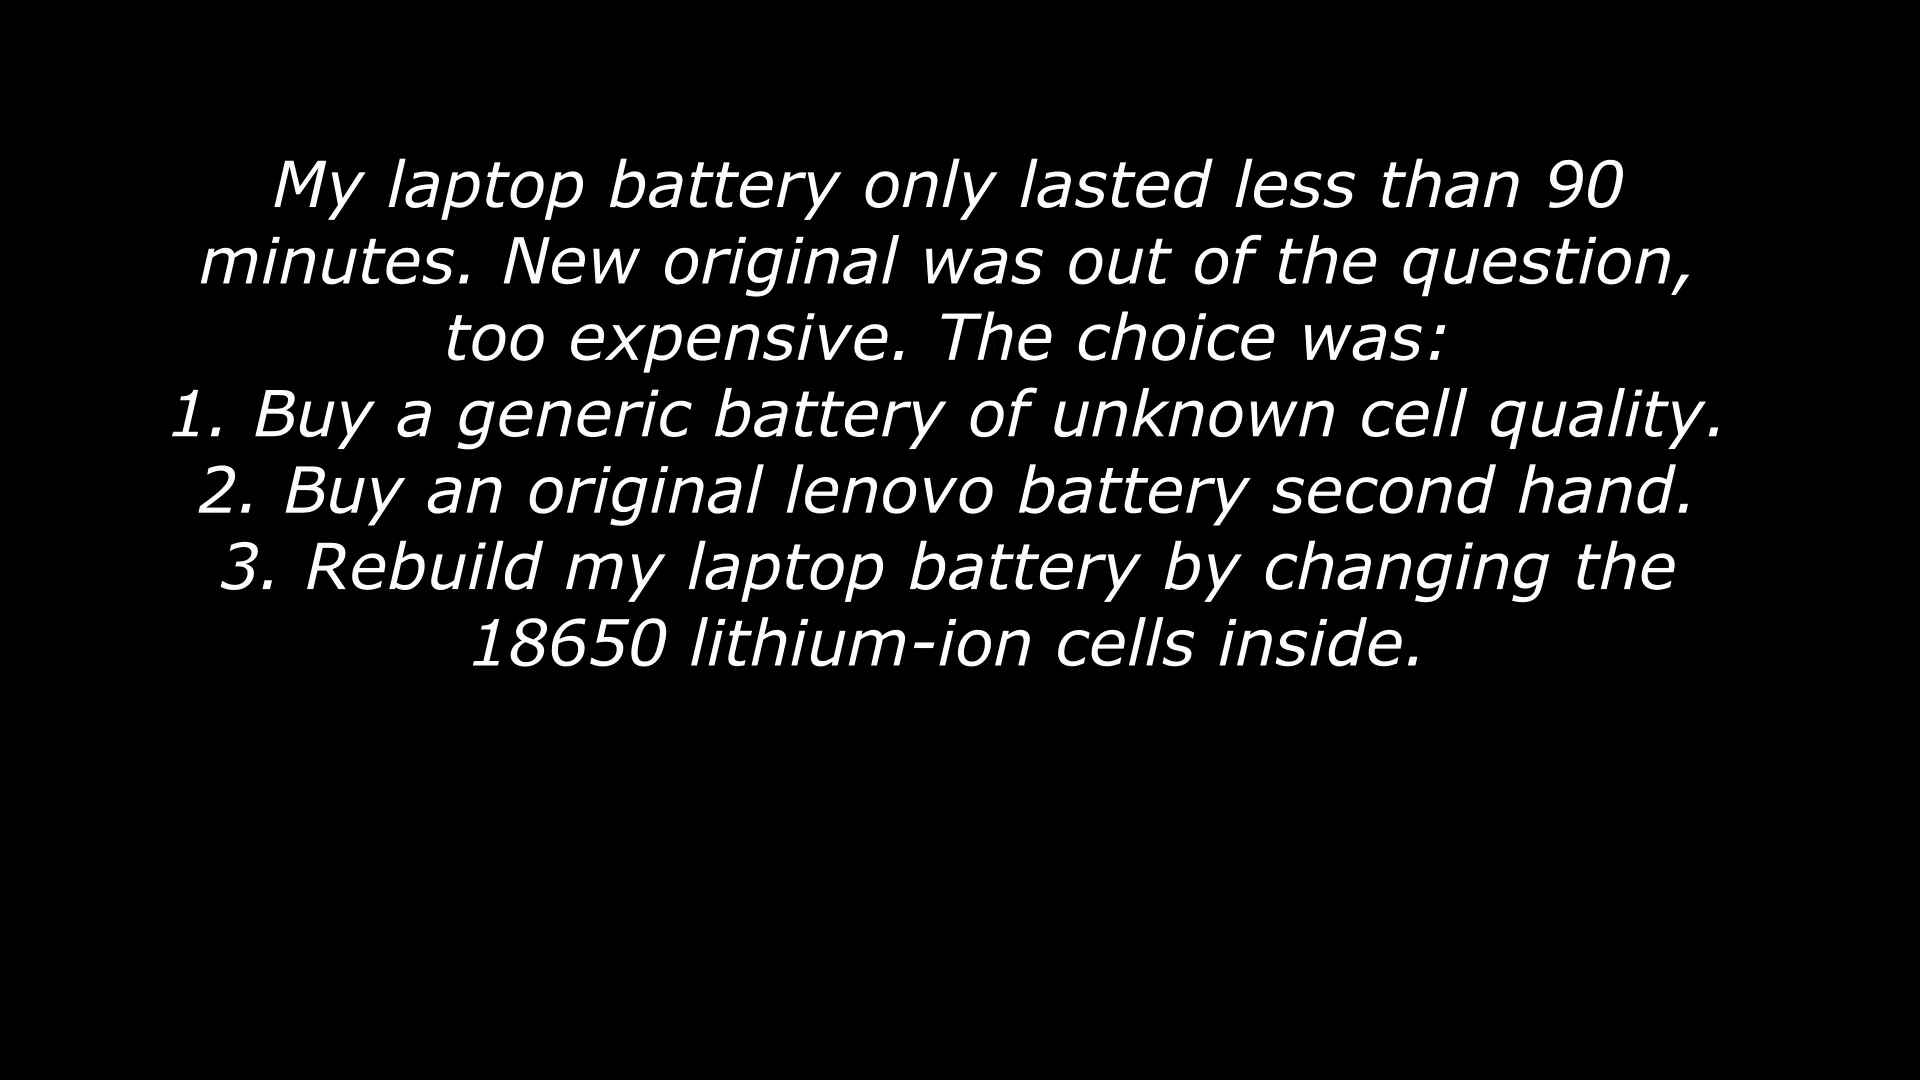 My laptop battery only lasted less than 90
minutes. New original was out of the question,
too expensive. The choice was:
1. Buy a generic battery of unknown cell quality.
2. Buy an original lenovo battery second hand.
3. Rebuild my laptop battery by changing the
18650 lithium-ion cells inside.